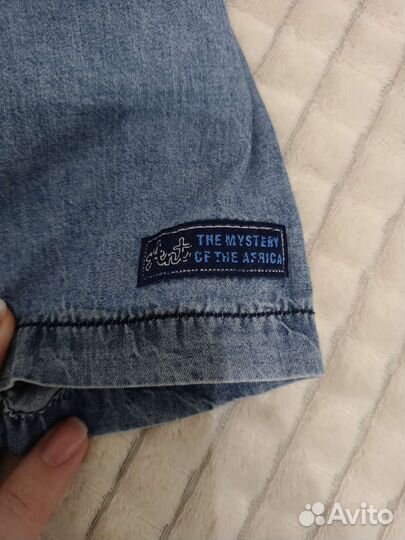 Ant THE MYSTERY
OF THE AFRICA
Avito